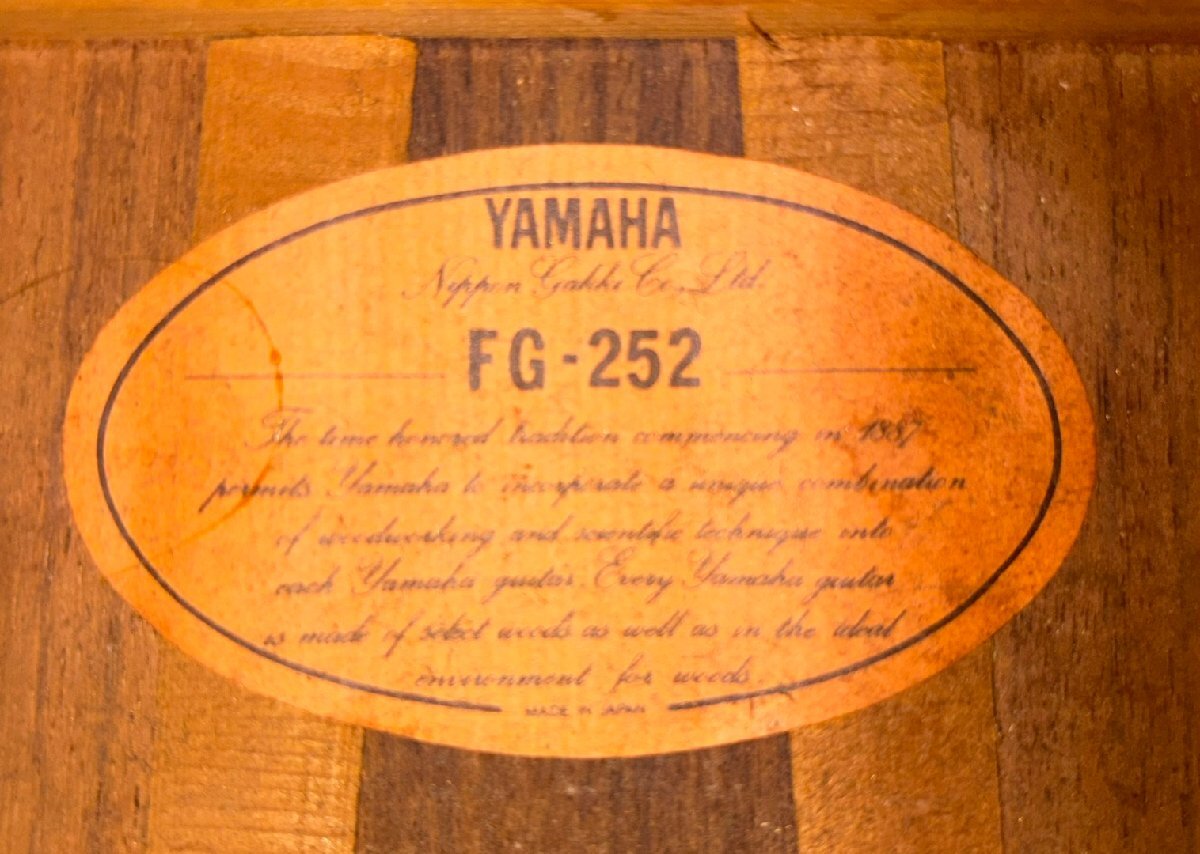 YAMAHA
Nippon Gakki Co., Ltd.
FG-252
The time honored tradition commencing in 1887
permits Yamaha to incorporate a unique combination
of woodworking and scientific technique into
each Yamaha guitar. Every Yamaha guitar
is made of select woods as well as in the ideal
environment for woods.
MADE IN JAPAN